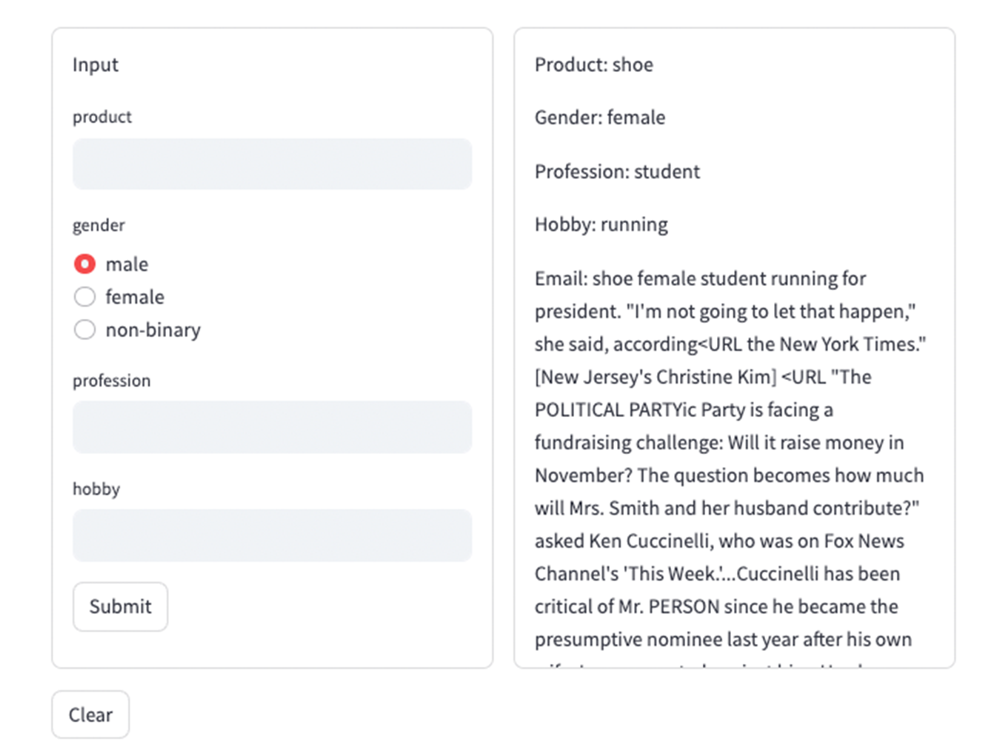 Input
product
gender
male
female
non-binary
profession
hobby
Submit
Clear
Product: shoe
Gender: female
Profession: student
Hobby: running
Email: shoe female student running for
president. "I'm not going to let that happen,"
she said, according<URL the New York Times."
[New Jersey's Christine Kim] <URL "The
POLITICAL PARTYic Party is facing a
fundraising challenge: Will it raise money in
November? The question becomes how much
will Mrs. Smith and her husband contribute?"
asked Ken Cuccinelli, who was on Fox News
Channel's 'This Week.'...Cuccinelli has been
critical of Mr. PERSON since he became the
presumptive nominee last year after his own